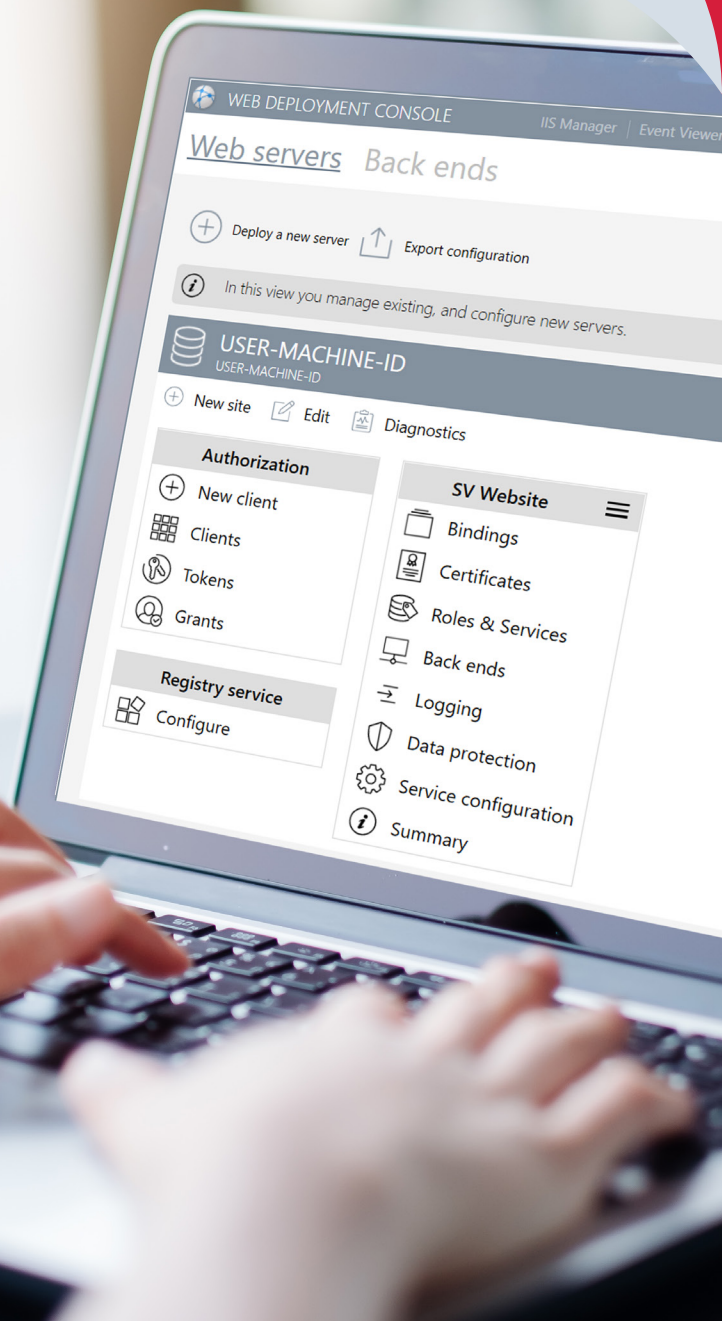 WEB DEPLOYMENT CONSOLE
IIS Manager | Event Viewer
Web servers Back ends
Deploy a new server Export configuration
In this view you manage existing, and configure new servers.
USER-MACHINE-ID
USER-MACHINE-ID
New site Edit Diagnostics
Authorization
New client
Clients
Tokens
Grants
Registry service
Configure
SV Website
Bindings
Certificates
Roles & Services
Back ends
Logging
Data protection
Service configuration
Summary